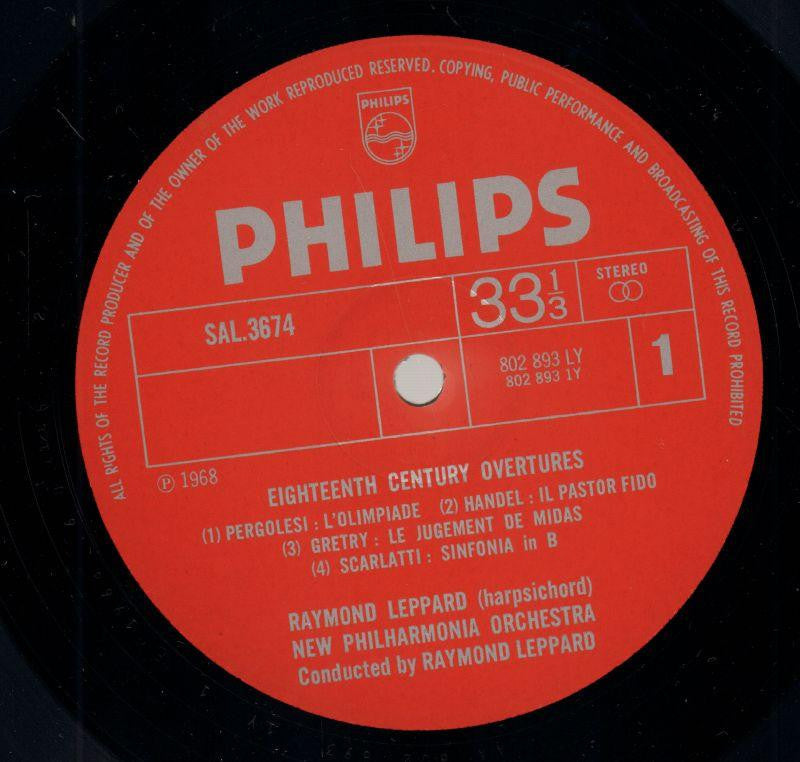 ALL RIGHTS OF THE RECORD PRODUCER AND OF THE OWNER OF THE WORK REPRODUCED RESERVED. COPYING, PUBLIC PERFORMANCE AND BROADCASTING OF THIS RECORD PROHIBITED
PHILIPS
PHILIPS
SAL.3674
33 1/3
STEREO
802 893 LY
802 893 1Y
1
Ⓟ 1968
EIGHTEENTH CENTURY OVERTURES
(1) PERGOLESI : L'OLIMPIADE (2) HANDEL : IL PASTOR FIDO
(3) GRETRY : LE JUGEMENT DE MIDAS
(4) SCARLATTI : SINFONIA in B
RAYMOND LEPPARD (harpsichord)
NEW PHILHARMONIA ORCHESTRA
Conducted by RAYMOND LEPPARD